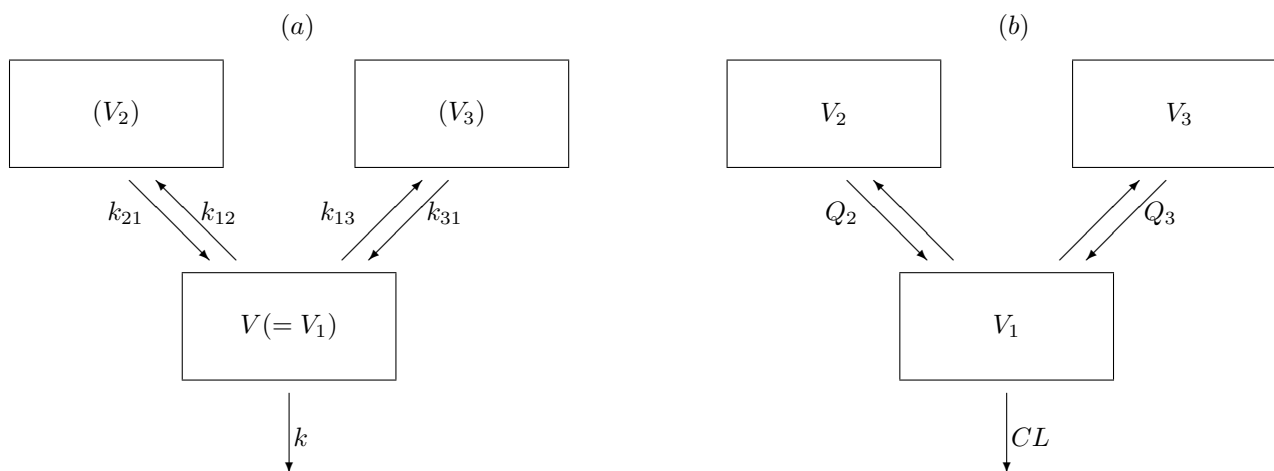 (a)
(b)
(V₂)
(V₃)
V₂
V₃
k₂₁
k₁₂
k₁₃
k₃₁
Q₂
Q₃
V(= V₁)
V₁
k
CL